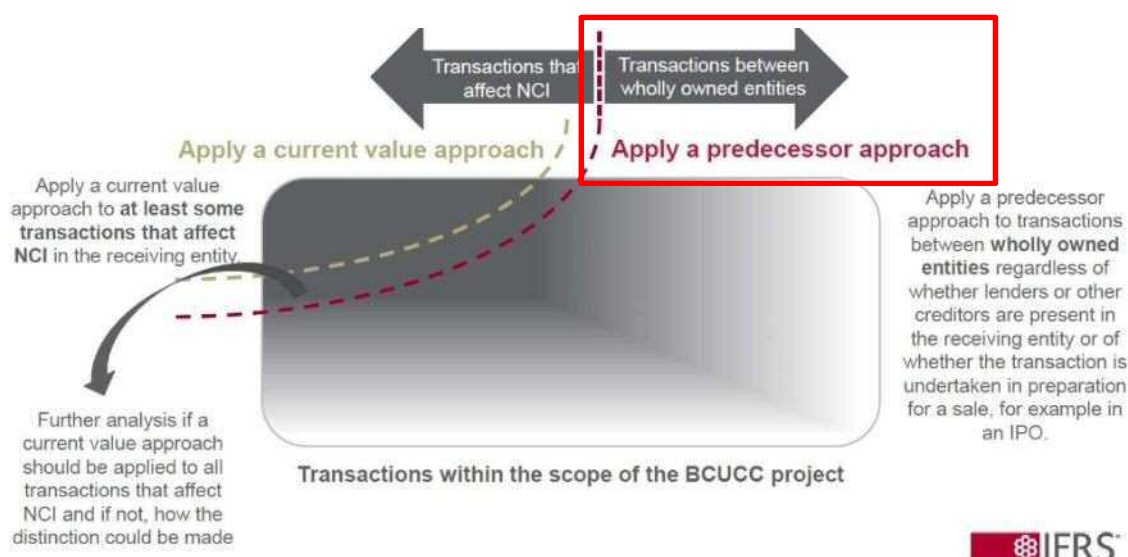 Transactions that
affect NCI
Transactions between
wholly owned entities
Apply a current value approach
Apply a predecessor approach
Apply a current value
approach to at least some
transactions that affect
NCI in the receiving entity.
Apply a predecessor
approach to transactions
between wholly owned
entities regardless of
whether lenders or other
creditors are present in
the receiving entity or of
whether the transaction is
undertaken in preparation
for a sale, for example in
an IPO.
Further analysis if a
current value approach
should be applied to all
transactions that affect
NCI and if not, how the
distinction could be made
Transactions within the scope of the BCUCC project
IFRS